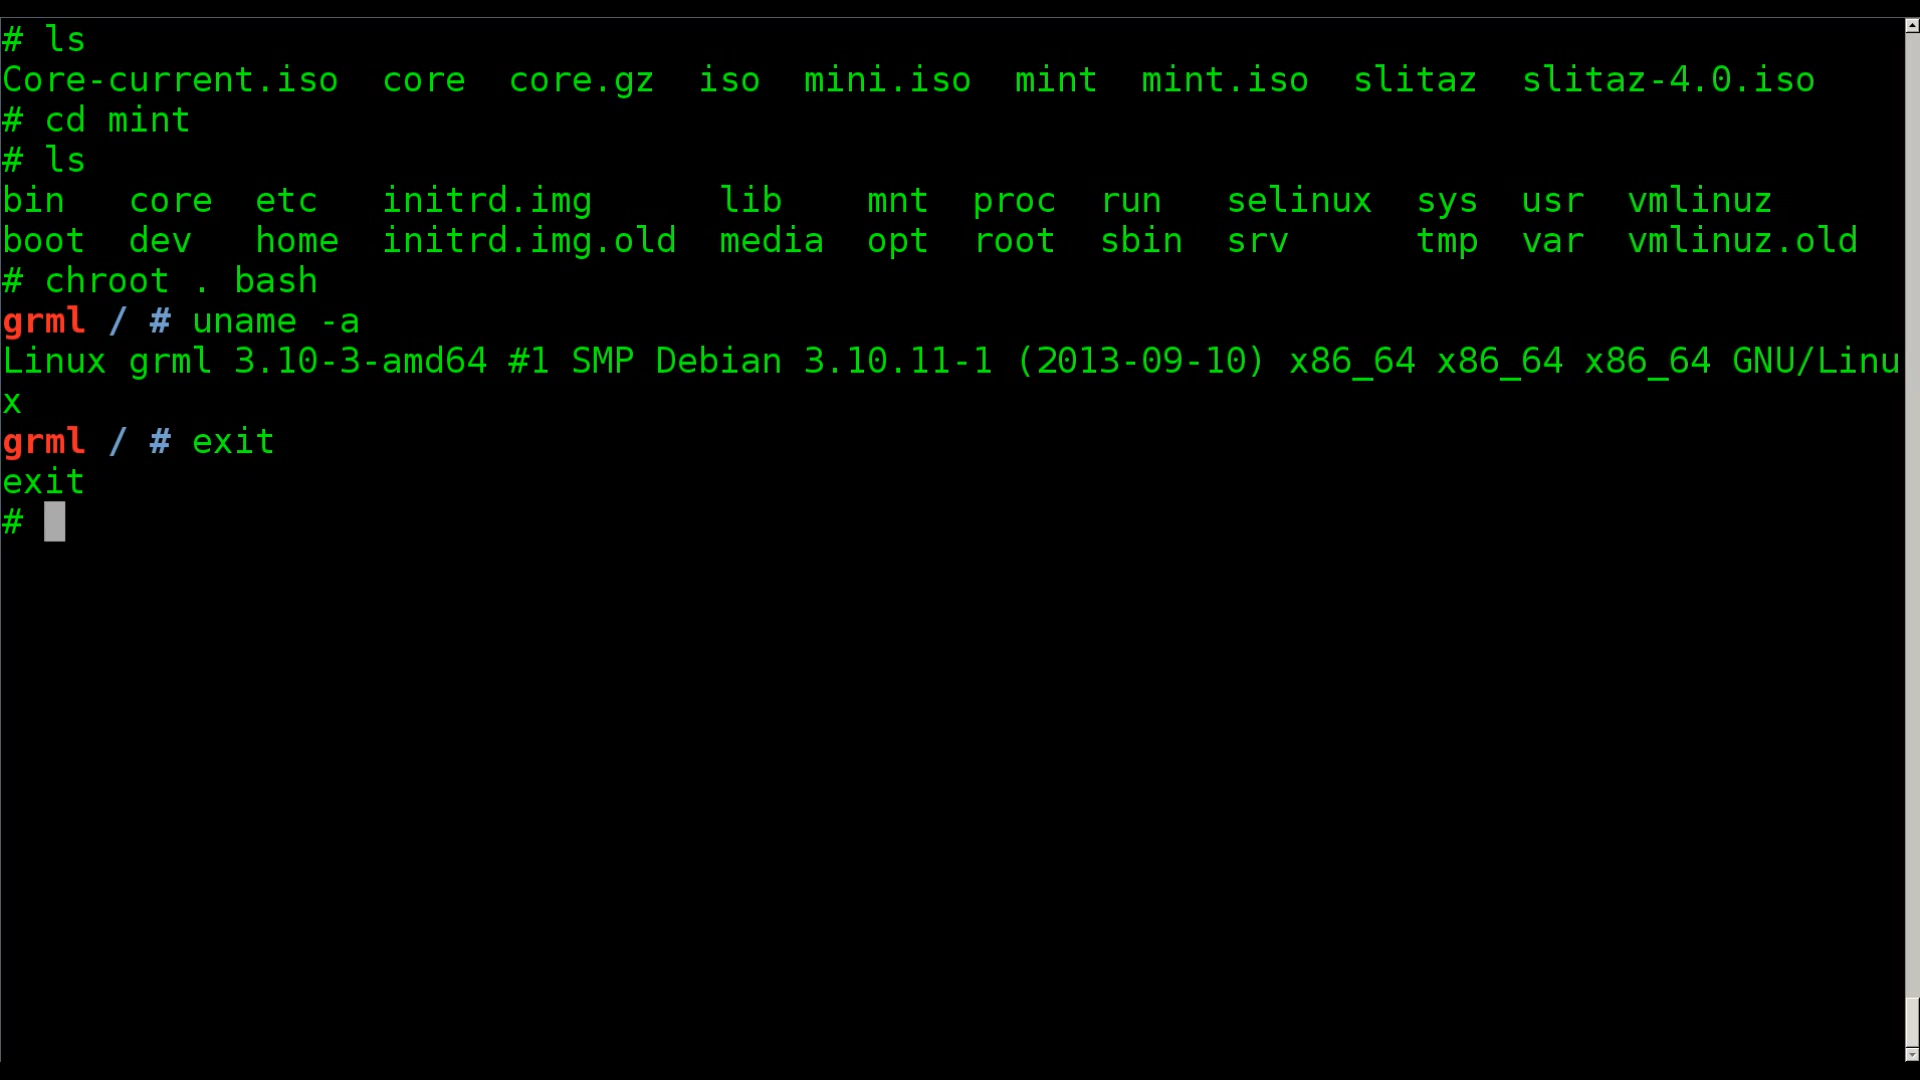 # ls
Core-current.iso  core  core.gz  iso  mini.iso  mint  mint.iso  slitaz  slitaz-4.0.iso
# cd mint
# ls
bin   core  etc   initrd.img      lib    mnt  proc  run   selinux  sys  usr  vmlinuz
boot  dev   home  initrd.img.old  media  opt  root  sbin  srv      tmp  var  vmlinuz.old
# chroot . bash
grml / # uname -a
Linux grml 3.10-3-amd64 #1 SMP Debian 3.10.11-1 (2013-09-10) x86_64 x86_64 x86_64 GNU/Linu
x
grml / # exit
exit
#